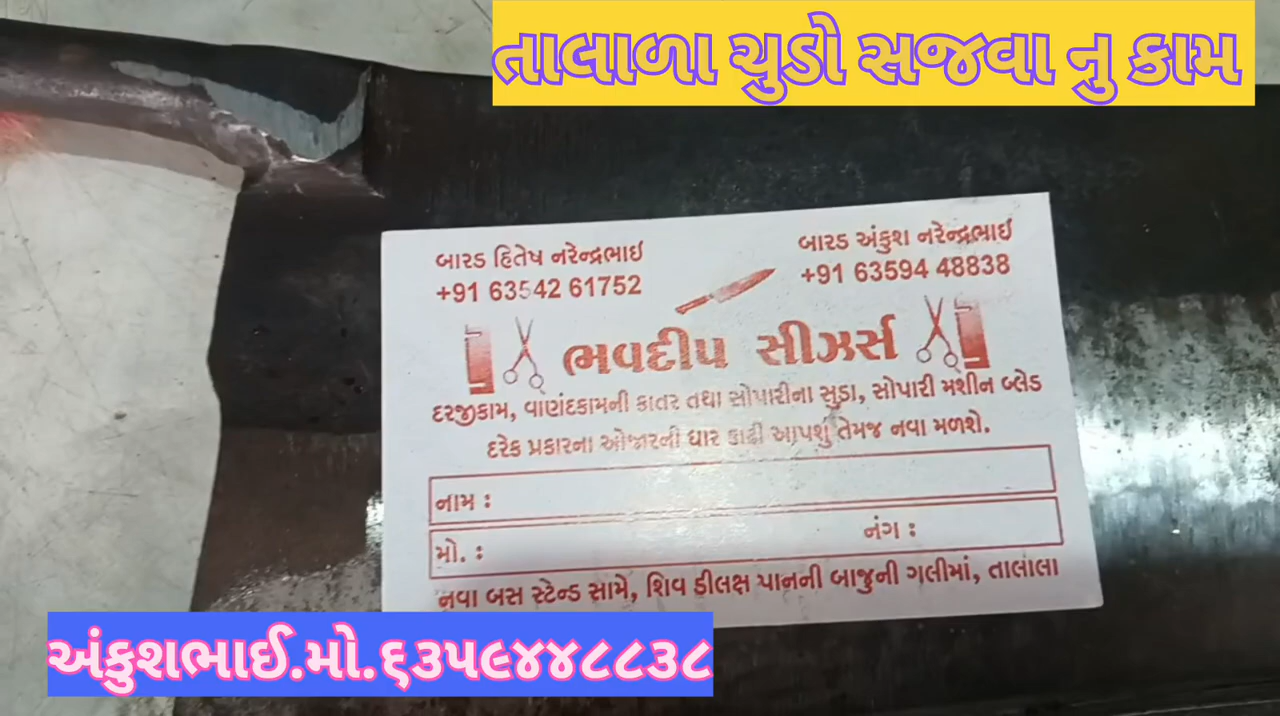 તાલાળા ચુડો સજવા નુ કામ
બારડ હિતેષ નરેન્દ્રભાઇ
+91 63542 61752
બારડ અંકુશ નરેન્દ્રભાઇ
+91 63594 48838
ભવદીપ સીઝર્સ
દરજીકામ, વાણંદકામની કાતર તથા સોપારીના સુડા, સોપારી મશીન બ્લેડ
દરેક પ્રકારના ઓજારની ધાર કાઢી આપશું તેમજ નવા મળશે.
નામ :
મો. :
નંગ :
નવા બસ સ્ટેન્ડ સામે, શિવ ડીલક્ષ પાનની બાજુની ગલીમાં, તાલાલા
અંકુશભાઈ.મો.૬૩૫૯૪૪૮૮૩૮